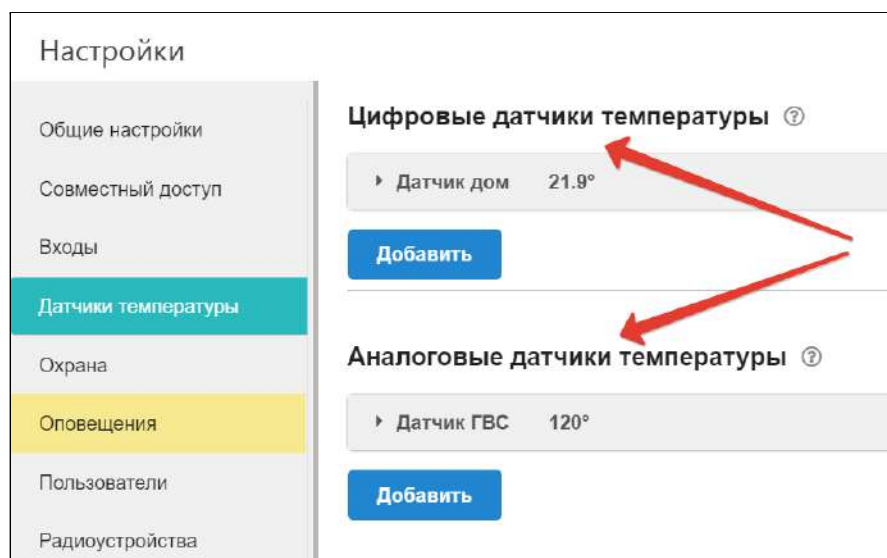 Настройки
Общие настройки
Совместный доступ
Входы
Датчики температуры
Охрана
Оповещения
Пользователи
Радиоустройства
Цифровые датчики температуры ?
Датчик дом 21.9°
Добавить
Аналоговые датчики температуры ?
Датчик ГВС 120°
Добавить